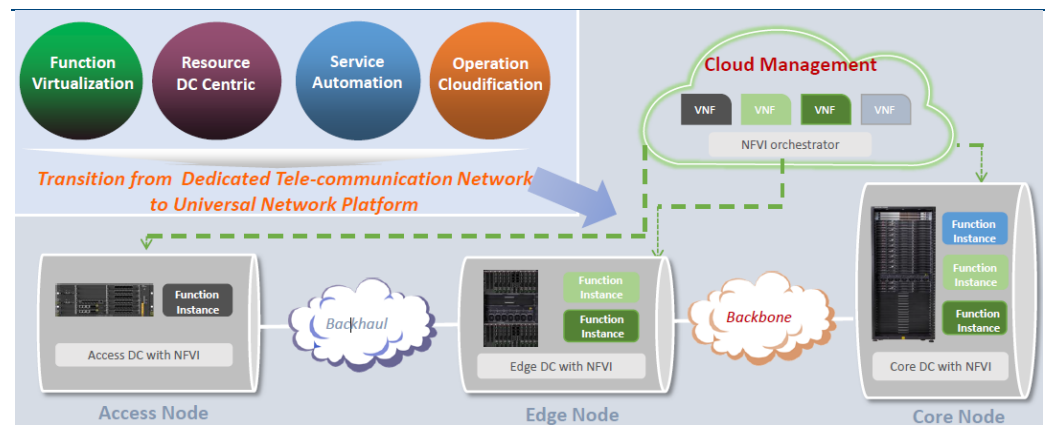 Function
Virtualization
Resource
DC Centric
Service
Automation
Operation
Cloudification
Transition from Dedicated Tele-communication Network
to Universal Network Platform
Cloud Management
VNF
VNF
VNF
VNF
NFVI orchestrator
Function
Instance
Access DC with NFVI
Access Node
Backhaul
Function
Instance
Function
Instance
Edge DC with NFVI
Edge Node
Backbone
Function
Instance
Function
Instance
Function
Instance
Core DC with NFVI
Core Node